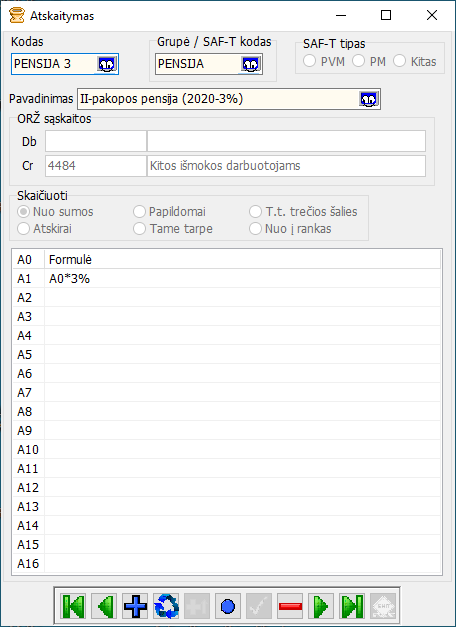 Atskaitymas
Kodas
Grupė / SAF-T kodas
SAF-T tipas
PENSIJA 3
PENSIJA
PVM PM Kitas
Pavadinimas II-pakopos pensija (2020-3%)
ORŽ sąskaitos
Db
Cr 4484 Kitos išmokos darbuotojams
Skaičiuoti
Nuo sumos Papildomai T.t. trečios šalies
Atskirai Tame tarpe Nuo į rankas
A0 Formulė
A1 A0*3%
A2
A3
A4
A5
A6
A7
A8
A9
A10
A11
A12
A13
A14
A15
A16